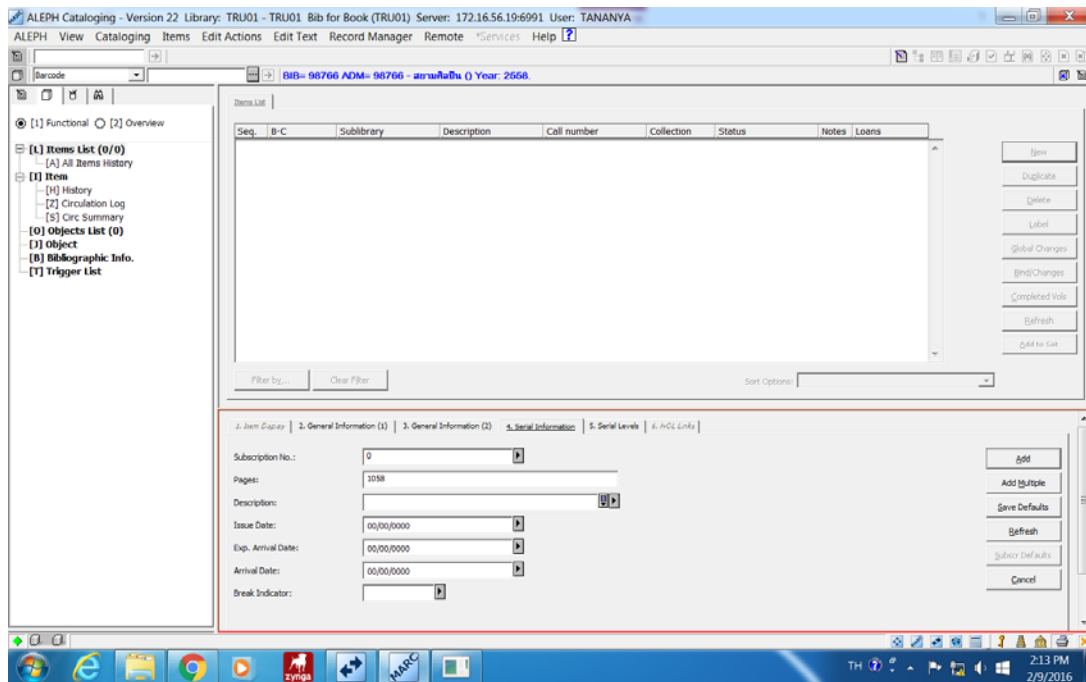 ALEPH Cataloging - Version 22 Library: TRU01 - TRU01 Bib for Book (TRU01) Server: 172.16.56.19:6991 User: TANANYA
ALEPH View Cataloging Items Edit Actions Edit Text Record Manager Remote *Services Help ?
Barcode BIB= 98766 ADM= 98766 - สยามศิลปิน () Year: 2558.
[1] Functional [2] Overview
[L] Items List (0/0)
[A] All Items History
[I] Item
[H] History
[Z] Circulation Log
[S] Circ Summary
[O] Objects List (0)
[J] Object
[B] Bibliographic Info.
[T] Trigger List
Items List
Seq. B-C Sublibrary Description Call number Collection Status Notes Loans
New
Duplicate
Delete
Label
Global Changes
Bind/Changes
Completed Vols
Refresh
Add to Set
Filter by... Clear Filter Sort Options:
1. Item Display 2. General Information (1) 3. General Information (2) 4. Serial Information 5. Serial Levels 6. HOL Links
Subscription No.: 0
Pages: 1058
Description:
Issue Date: 00/00/0000
Exp. Arrival Date: 00/00/0000
Arrival Date: 00/00/0000
Break Indicator:
Add
Add Multiple
Save Defaults
Refresh
Subscr Defaults
Cancel
zynga
MARC
TH
2:13 PM
2/9/2016